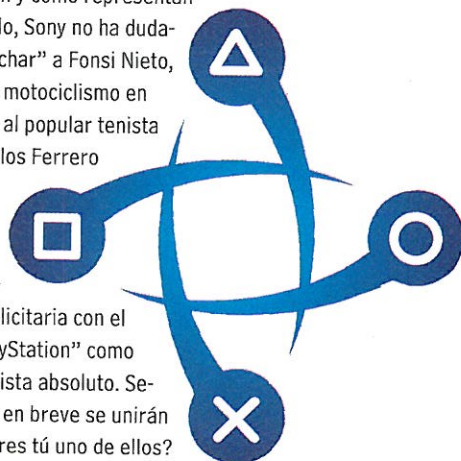 y como representan
lo, Sony no ha duda-
char” a Fonsi Nieto,
motociclismo en
al popular tenista
los Ferrero
licitaria con el
yStation” como
ista absoluto. Se-
en breve se unirán
res tú uno de ellos?